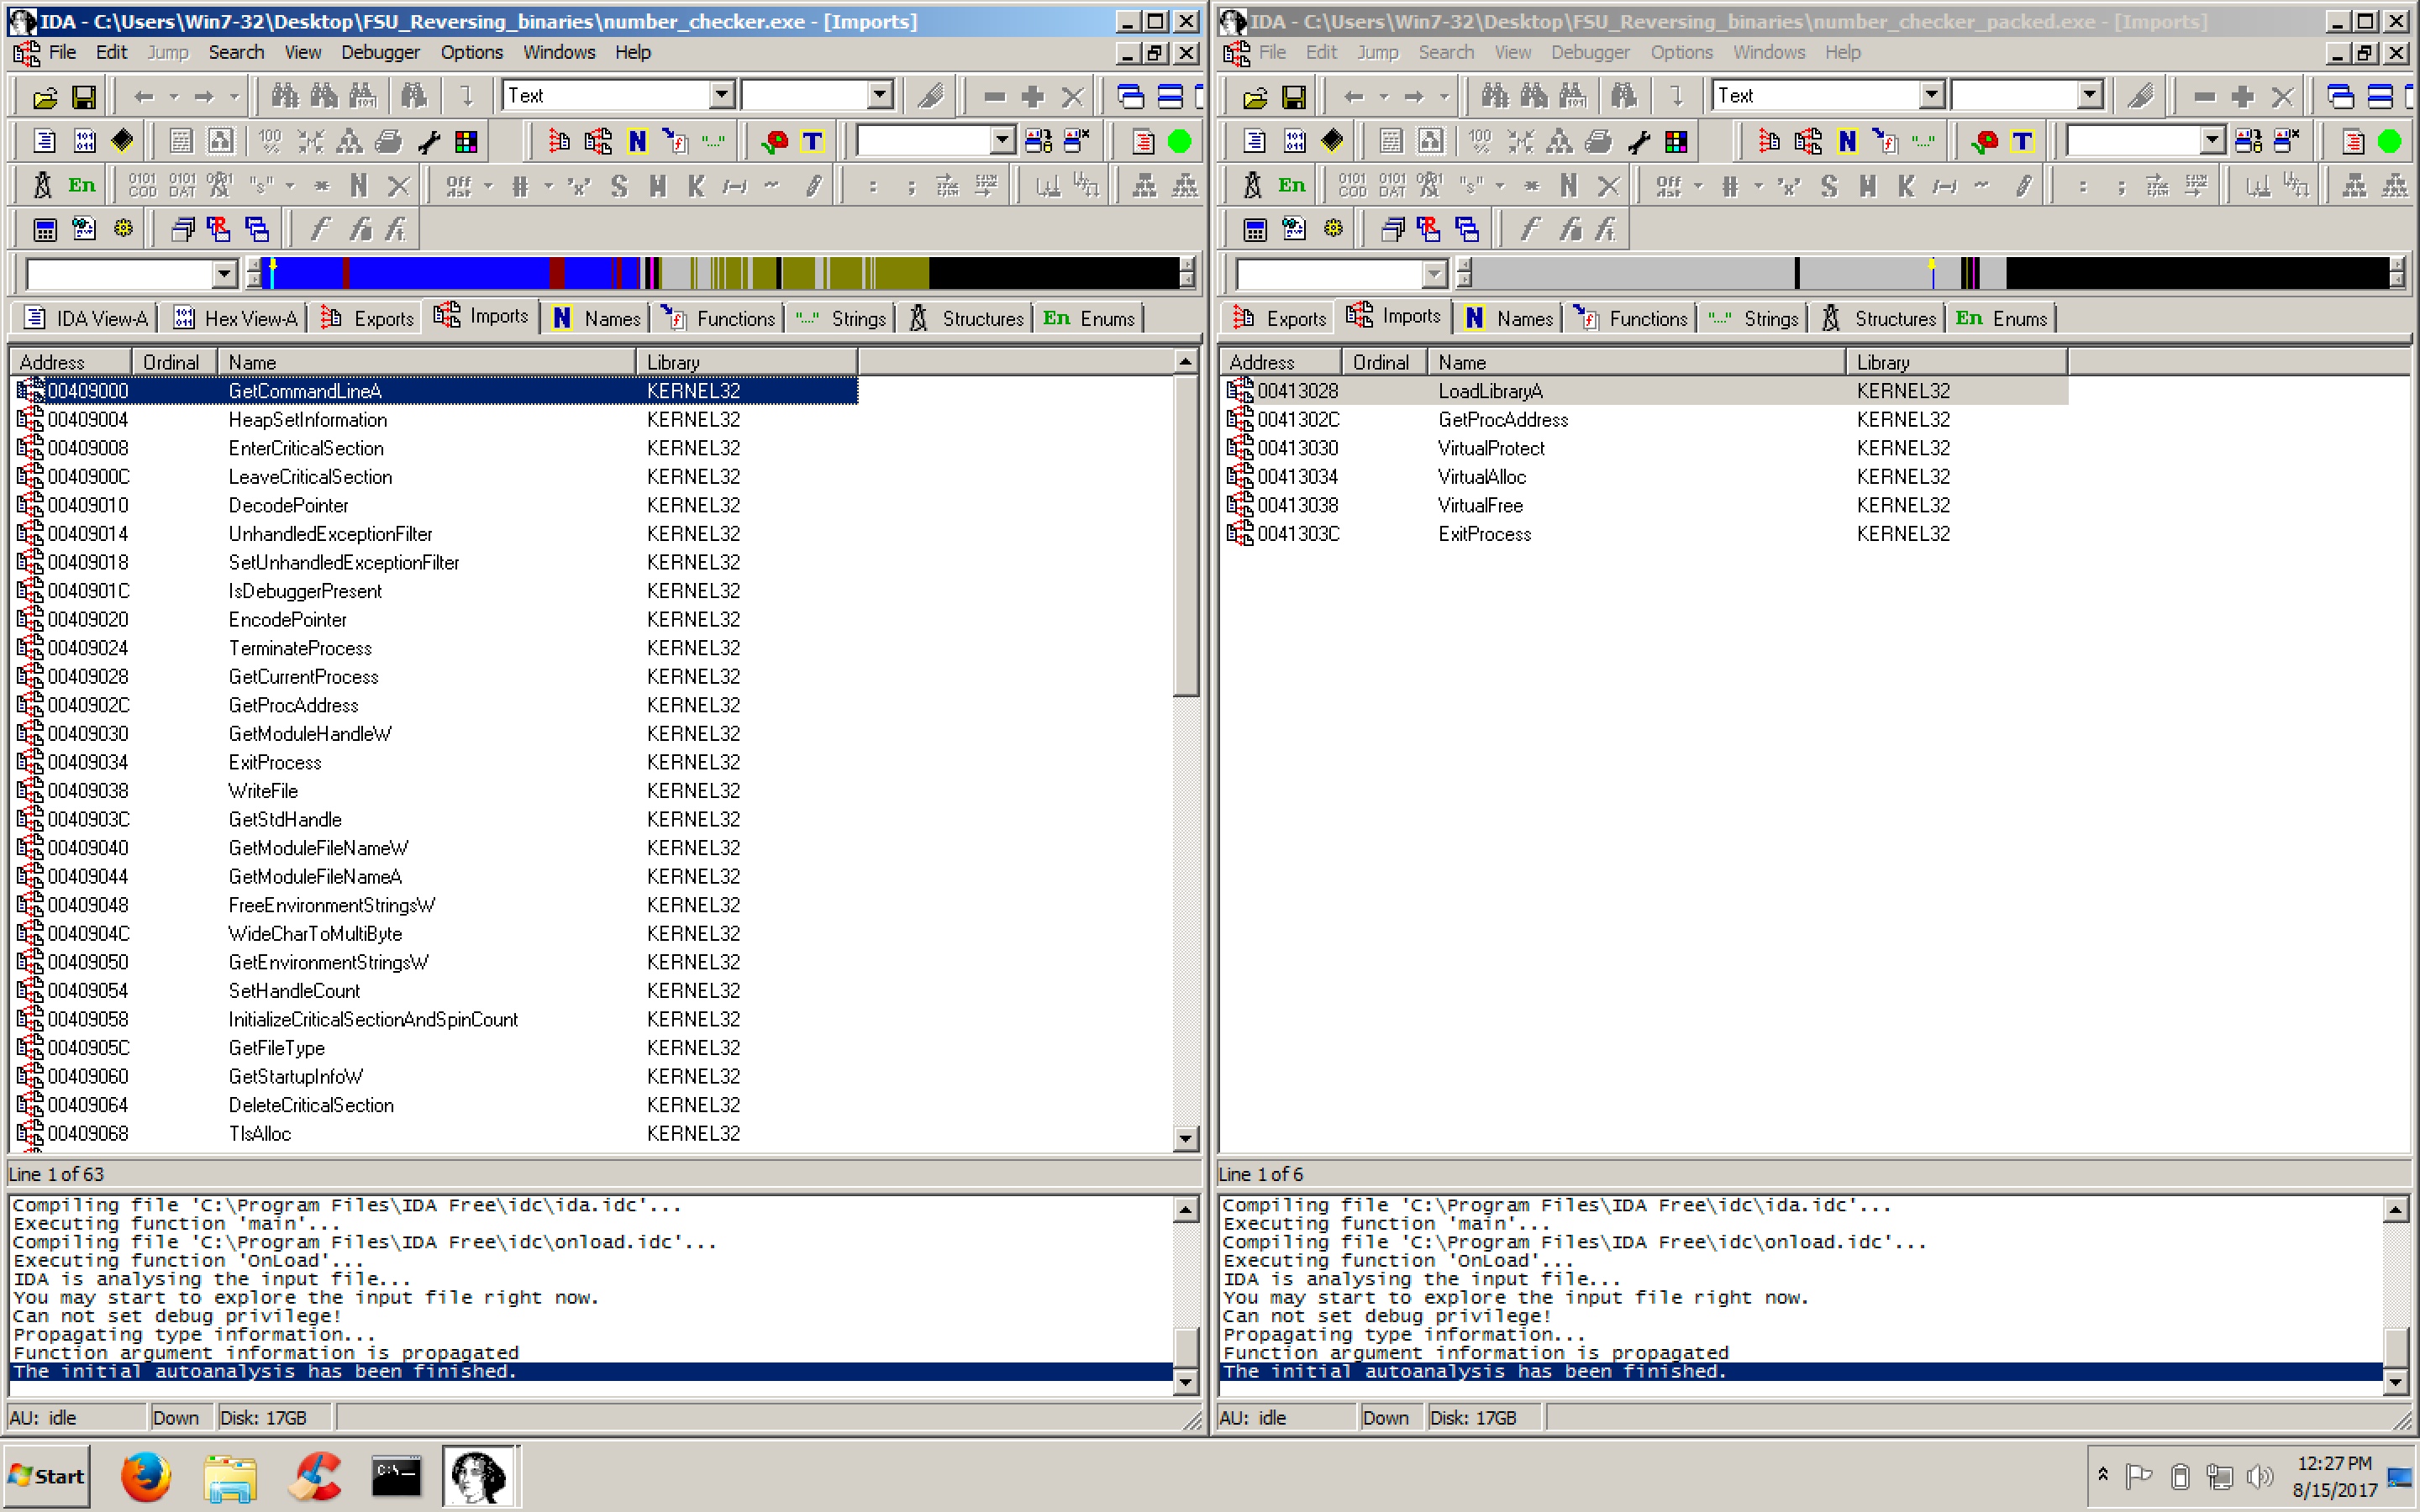 IDA - C:\Users\Win7-32\Desktop\FSU_Reversing_binaries\number_checker.exe - [Imports]
File Edit Jump Search View Debugger Options Windows Help
Text
En
IDA View-A Hex View-A Exports Imports Names Functions Strings Structures En Enums
Address Ordinal Name Library
00409000 GetCommandLineA KERNEL32
00409004 HeapSetInformation KERNEL32
00409008 EnterCriticalSection KERNEL32
0040900C LeaveCriticalSection KERNEL32
00409010 DecodePointer KERNEL32
00409014 UnhandledExceptionFilter KERNEL32
00409018 SetUnhandledExceptionFilter KERNEL32
0040901C IsDebuggerPresent KERNEL32
00409020 EncodePointer KERNEL32
00409024 TerminateProcess KERNEL32
00409028 GetCurrentProcess KERNEL32
0040902C GetProcAddress KERNEL32
00409030 GetModuleHandleW KERNEL32
00409034 ExitProcess KERNEL32
00409038 WriteFile KERNEL32
0040903C GetStdHandle KERNEL32
00409040 GetModuleFileNameW KERNEL32
00409044 GetModuleFileNameA KERNEL32
00409048 FreeEnvironmentStringsW KERNEL32
0040904C WideCharToMultiByte KERNEL32
00409050 GetEnvironmentStringsW KERNEL32
00409054 SetHandleCount KERNEL32
00409058 InitializeCriticalSectionAndSpinCount KERNEL32
0040905C GetFileType KERNEL32
00409060 GetStartupInfoW KERNEL32
00409064 DeleteCriticalSection KERNEL32
00409068 TlsAlloc KERNEL32
Line 1 of 63
Compiling file 'C:\Program Files\IDA Free\idc\ida.idc'...
Executing function 'main'...
Compiling file 'C:\Program Files\IDA Free\idc\onload.idc'...
Executing function 'OnLoad'...
IDA is analysing the input file...
You may start to explore the input file right now.
Can not set debug privilege!
Propagating type information...
Function argument information is propagated
The initial autoanalysis has been finished.
AU: idle Down Disk: 17GB
IDA - C:\Users\Win7-32\Desktop\FSU_Reversing_binaries\number_checker_packed.exe - [Imports]
File Edit Jump Search View Debugger Options Windows Help
Text
En
Exports Imports Names Functions Strings Structures En Enums
Address Ordinal Name Library
00413028 LoadLibraryA KERNEL32
0041302C GetProcAddress KERNEL32
00413030 VirtualProtect KERNEL32
00413034 VirtualAlloc KERNEL32
00413038 VirtualFree KERNEL32
0041303C ExitProcess KERNEL32
Line 1 of 6
Compiling file 'C:\Program Files\IDA Free\idc\ida.idc'...
Executing function 'main'...
Compiling file 'C:\Program Files\IDA Free\idc\onload.idc'...
Executing function 'OnLoad'...
IDA is analysing the input file...
You may start to explore the input file right now.
Can not set debug privilege!
Propagating type information...
Function argument information is propagated
The initial autoanalysis has been finished.
AU: idle Down Disk: 17GB
Start
12:27 PM
8/15/2017